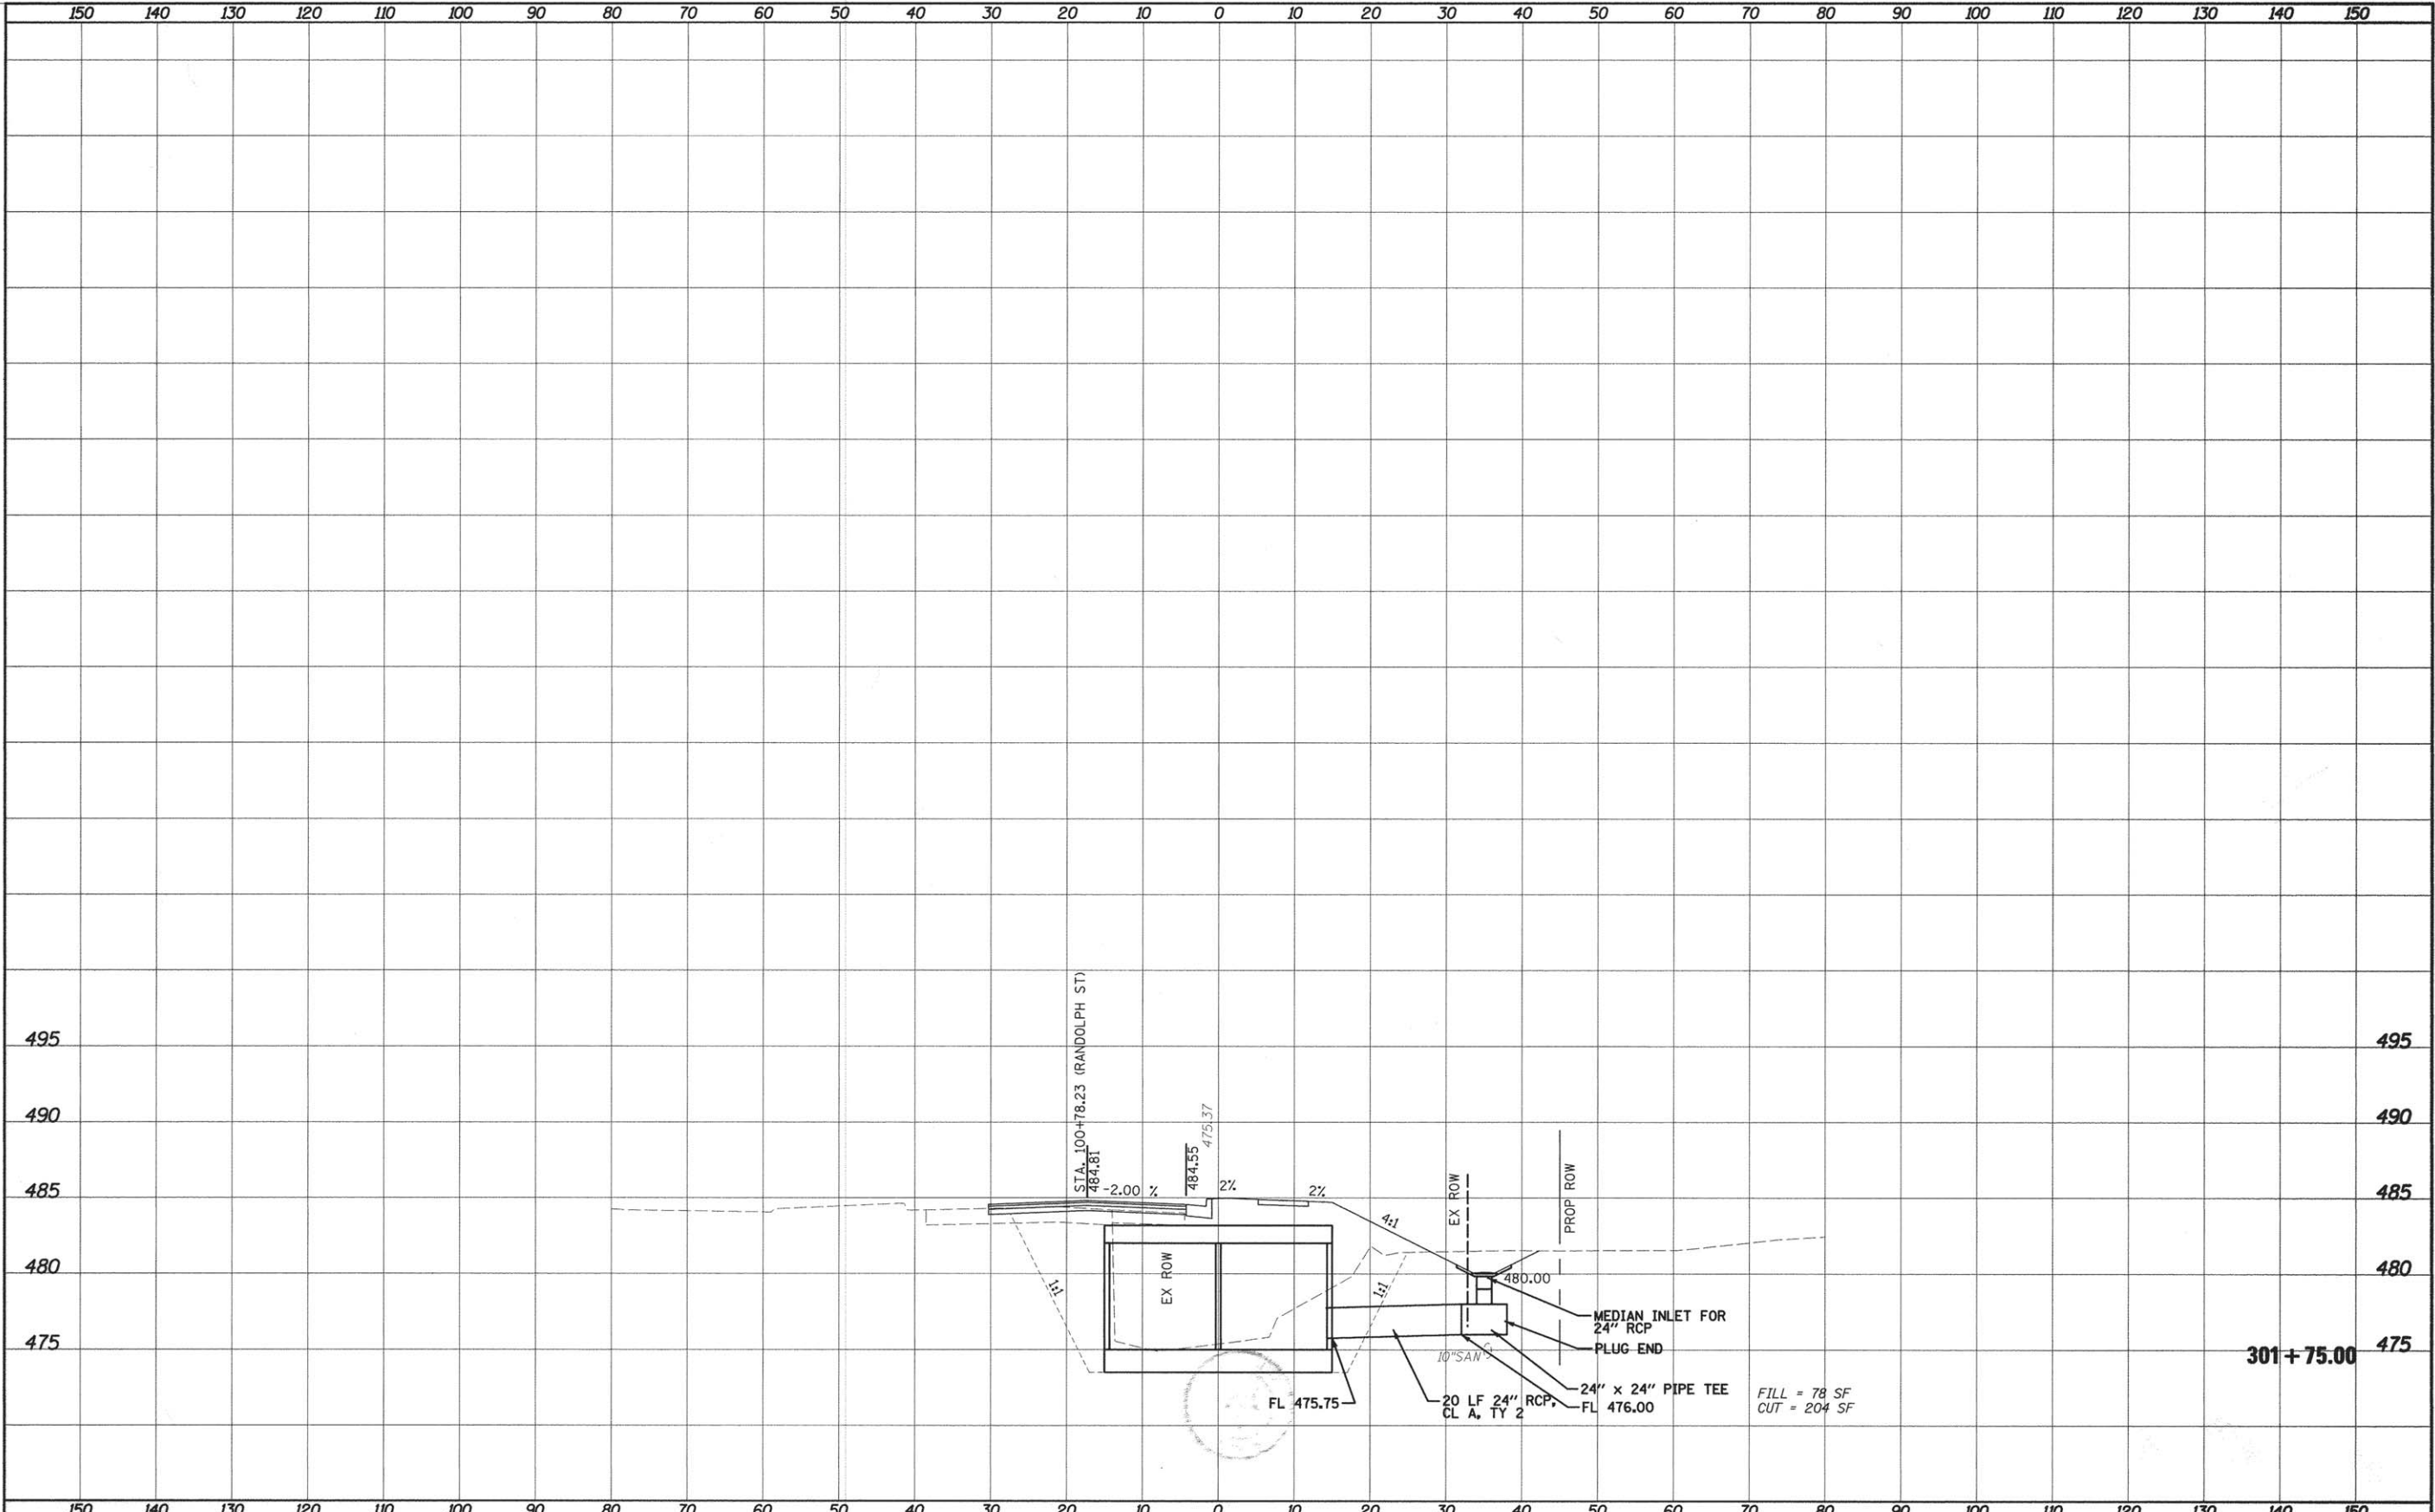 150 140 130 120 110 100 90 80 70 60 50 40 30 20 10 0 10 20 30 40 50 60 70 80 90 100 110 120 130 140 150
495 495
490 490
485 485
480 480
475 475
STA. 100+78.23 (RANDOLPH ST)
484.81
-2.00 %
484.55
475.37
2%
2%
4:1
EX ROW
PROP ROW
EX ROW
1:1
1:1
480.00
MEDIAN INLET FOR
24" RCP
PLUG END
10"SAN
24" x 24" PIPE TEE
FL 476.00
20 LF 24" RCP,
CL A, TY 2
FL 475.75
FILL = 78 SF
CUT = 204 SF
301+75.00
150 140 130 120 110 100 90 80 70 60 50 40 30 20 10 0 10 20 30 40 50 60 70 80 90 100 110 120 130 140 150